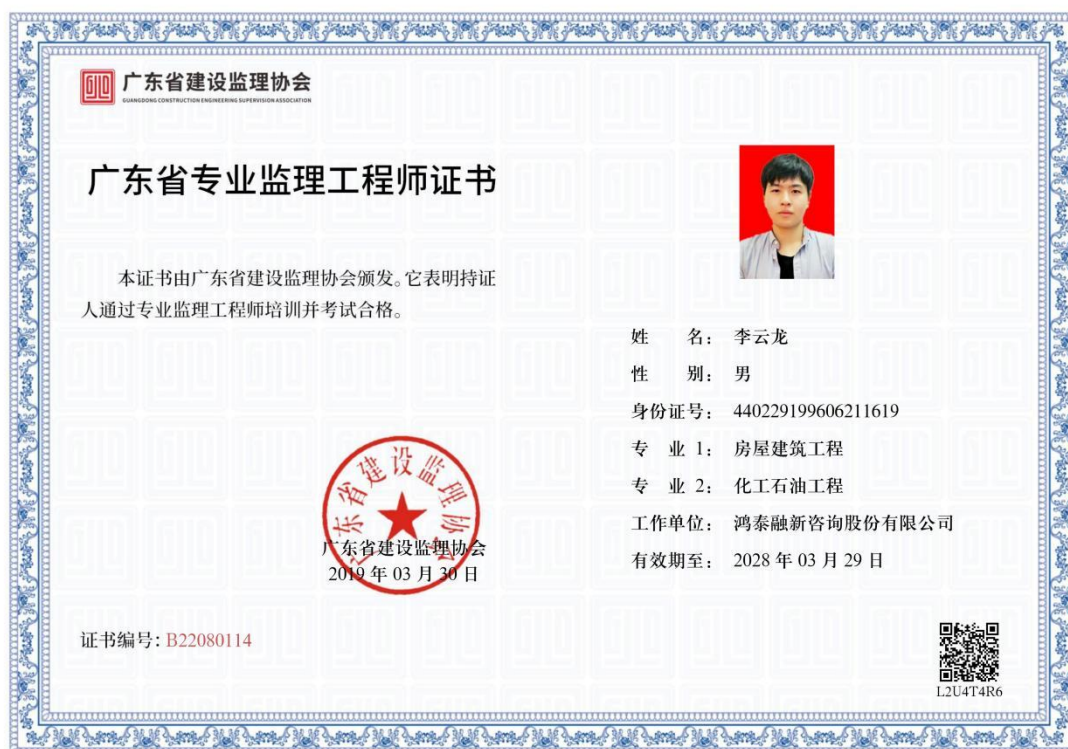 广东省建设监理协会
GUANGDONG CONSTRUCTION ENGINEERING SUPERVISION ASSOCIATION
广东省专业监理工程师证书
本证书由广东省建设监理协会颁发。它表明持证
人通过专业监理工程师培训并考试合格。
姓 名： 李云龙
性 别： 男
身份证号： 440229199606211619
专 业 1： 房屋建筑工程
专 业 2： 化工石油工程
工作单位： 鸿泰融新咨询股份有限公司
有效期至： 2028 年 03 月 29 日
广东省建设监理协会
广东省建设监理协会
2019 年 03 月 30 日
证书编号：B22080114
L2U4T4R6